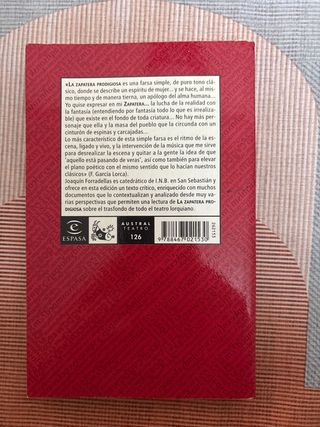 «LA ZAPATERA PRODIGIOSA es una farsa simple, de puro tono clá-
sico, donde se describe un espíritu de mujer... y se hace, al mis-
mo tiempo y de manera tierna, un apólogo del alma humana...
Yo quise expresar en mi ZAPATERA... la lucha de la realidad con
la fantasía (entendiendo por fantasía todo lo que es irrealiza-
ble) que existe en el fondo de toda criatura... No hay más per-
sonaje que ella y la masa del pueblo que la circunda con un
cinturón de espinas y carcajadas...
Lo más característico de esta simple farsa es el ritmo de la es-
cena, ligado y vivo, y la intervención de la música que me sirve
para desrealizar la escena y quitar a la gente la idea de que
'aquello está pasando de veras', así como también para elevar
el plano poético con el mismo sentido que lo hacían nuestros
clásicos» (F. García Lorca).
Joaquín Forradellas es catedrático de I.N.B. en San Sebastián y
ofrece en esta edición un texto crítico, enriquecido con muchos
documentos que lo contextualizan y analizado desde muy va-
rias perspectivas que permiten una lectura de LA ZAPATERA PRO-
DIGIOSA sobre el trasfondo de todo el teatro lorquiano.
ESPASA
AUSTRAL
TEATRO
126
9 788467 021530